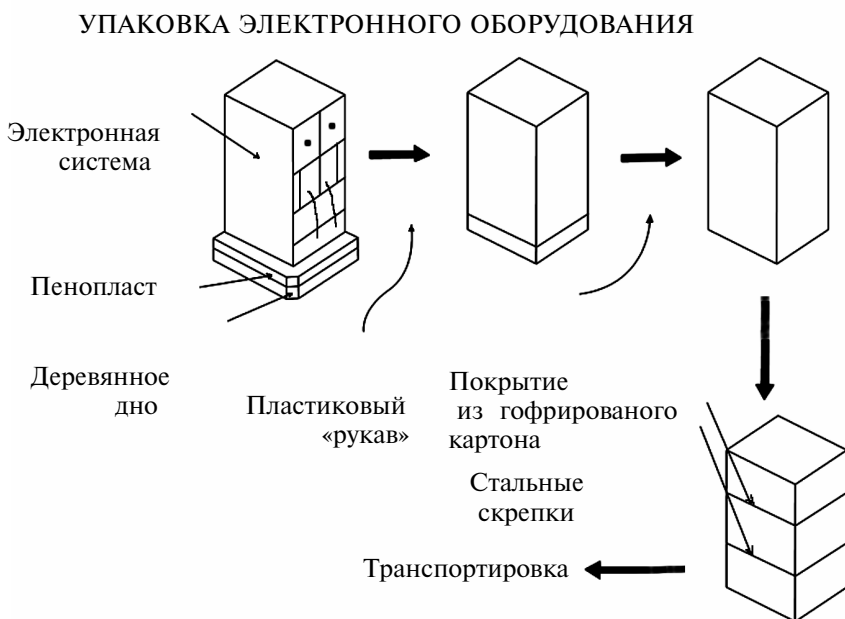 УПАКОВКА ЭЛЕКТРОННОГО ОБОРУДОВАНИЯ
Электронная
система
Пенопласт
Деревянное
дно
Пластиковый
«рукав»
Покрытие
из гофрированого
картона
Стальные
скрепки
Транспортировка